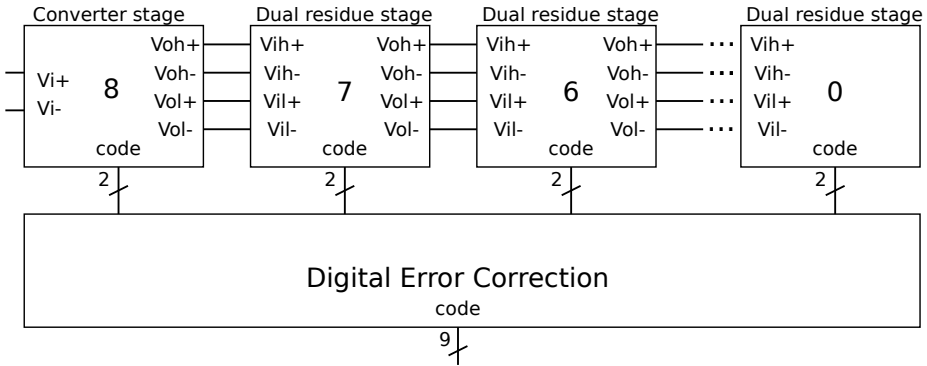 Converter stage Dual residue stage Dual residue stage Dual residue stage
Voh+ Vih+ Voh+ Vih+ Voh+ ... Vih+
Vi+ 8 Voh- Vih- 7 Voh- Vih- 6 Voh- ... Vih- 0
Vi- Vol+ Vil+ Vol+ Vil+ Vol+ ... Vil+
Vol- Vil- Vol- Vil- Vol- ... Vil-
code code code code
2 2 2 2
Digital Error Correction
code
9